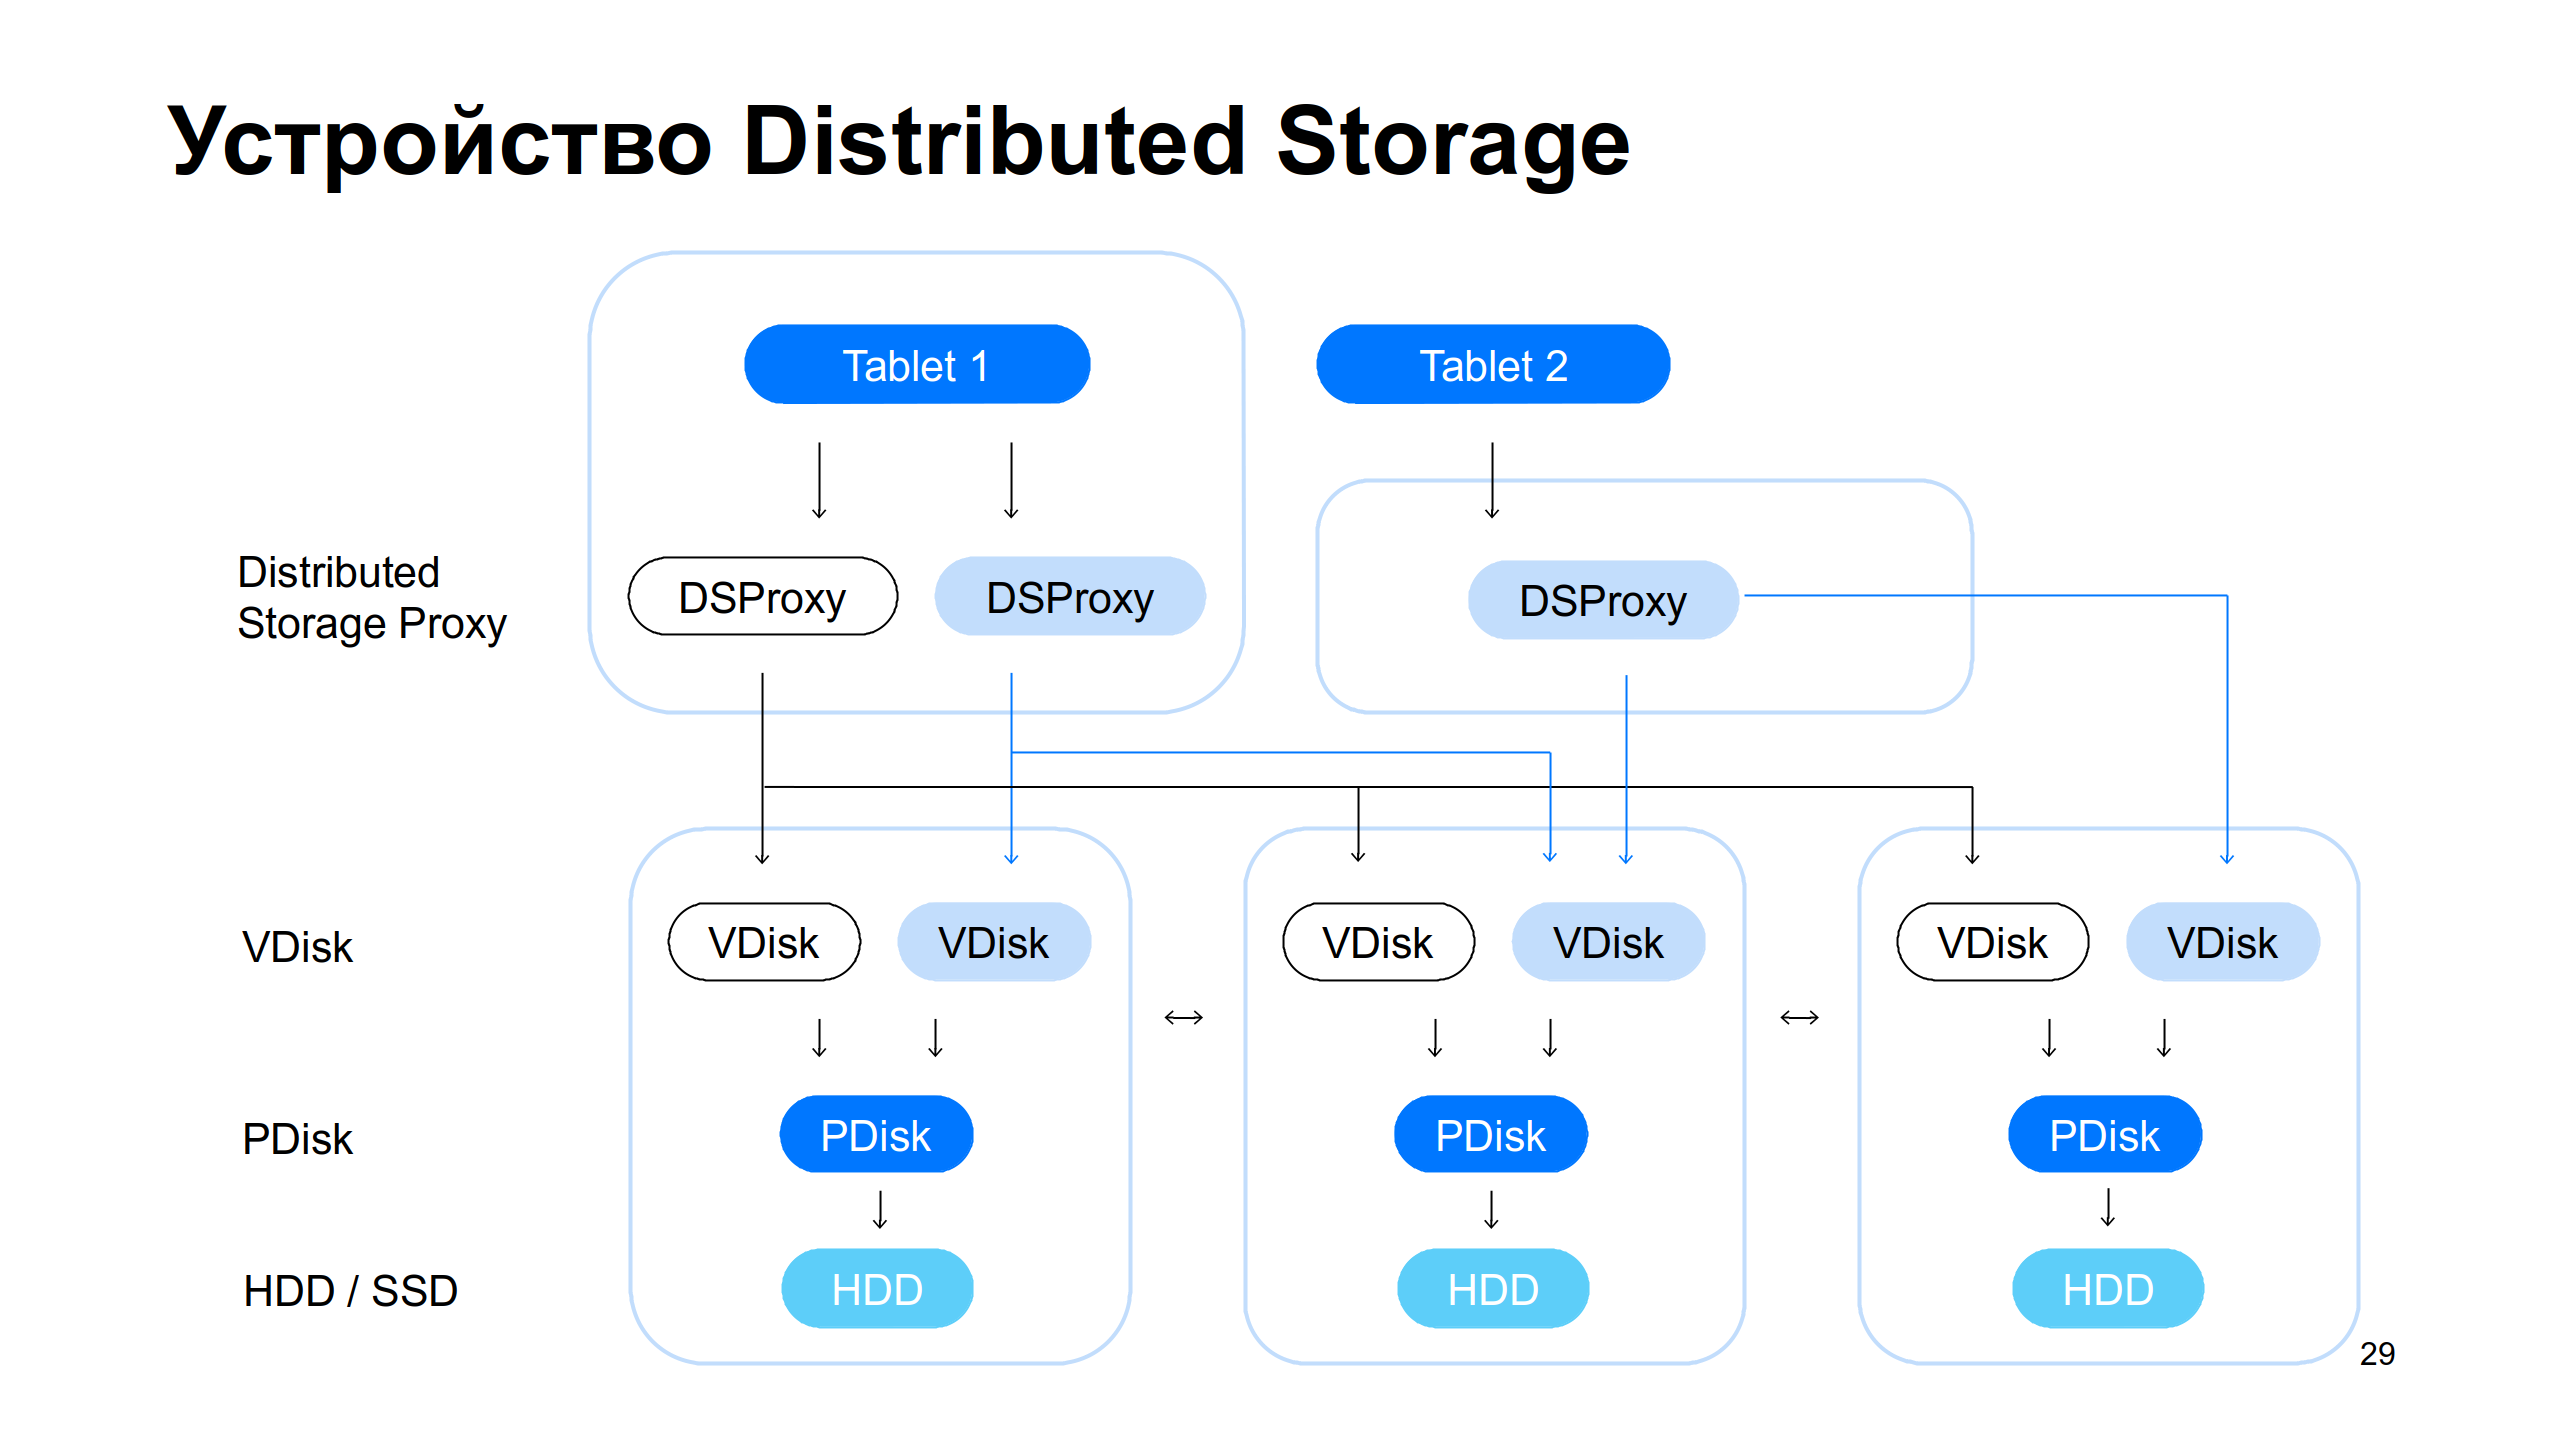 Устройство Distributed Storage
Tablet 1
Tablet 2
Distributed
Storage Proxy
DSProxy
DSProxy
DSProxy
VDisk
VDisk
VDisk
VDisk
VDisk
VDisk
VDisk
PDisk
PDisk
PDisk
PDisk
HDD / SSD
HDD
HDD
HDD
29